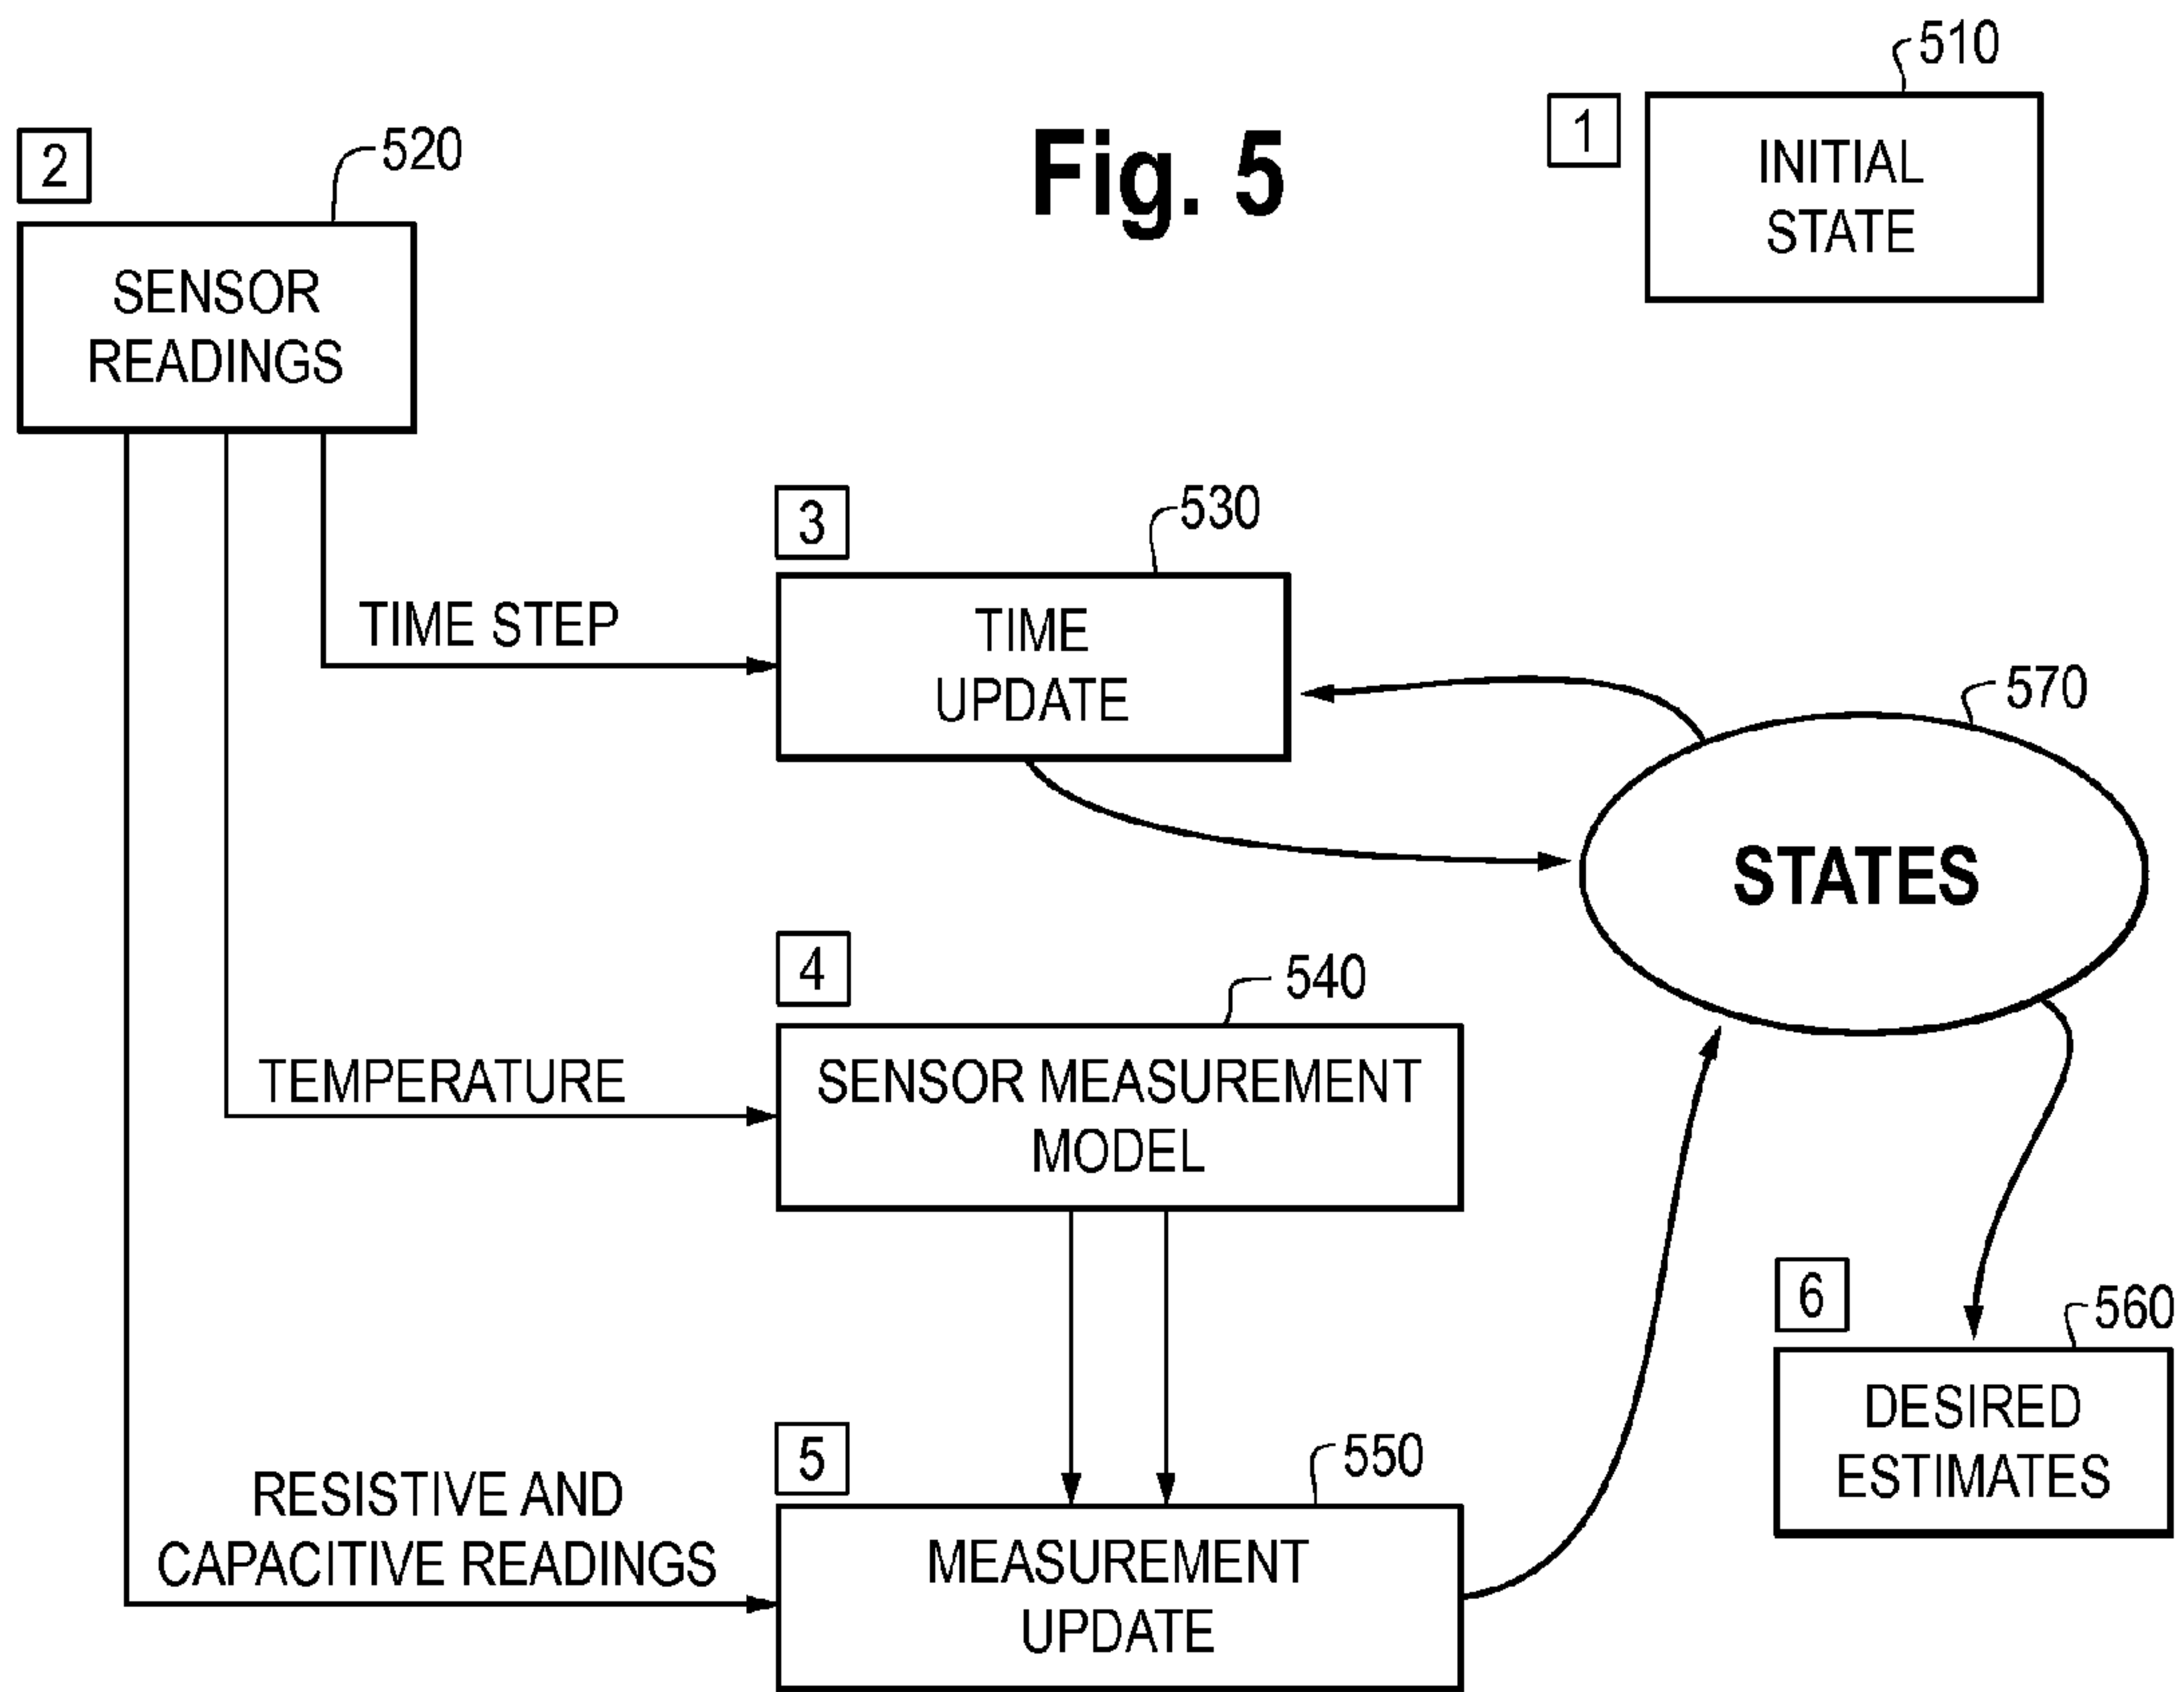 Fig. 5
1
510
INITIAL
STATE
2
520
SENSOR
READINGS
3
530
TIME STEP
TIME
UPDATE
570
STATES
4
540
TEMPERATURE
SENSOR MEASUREMENT
MODEL
5
550
RESISTIVE AND
CAPACITIVE READINGS
MEASUREMENT
UPDATE
6
560
DESIRED
ESTIMATES